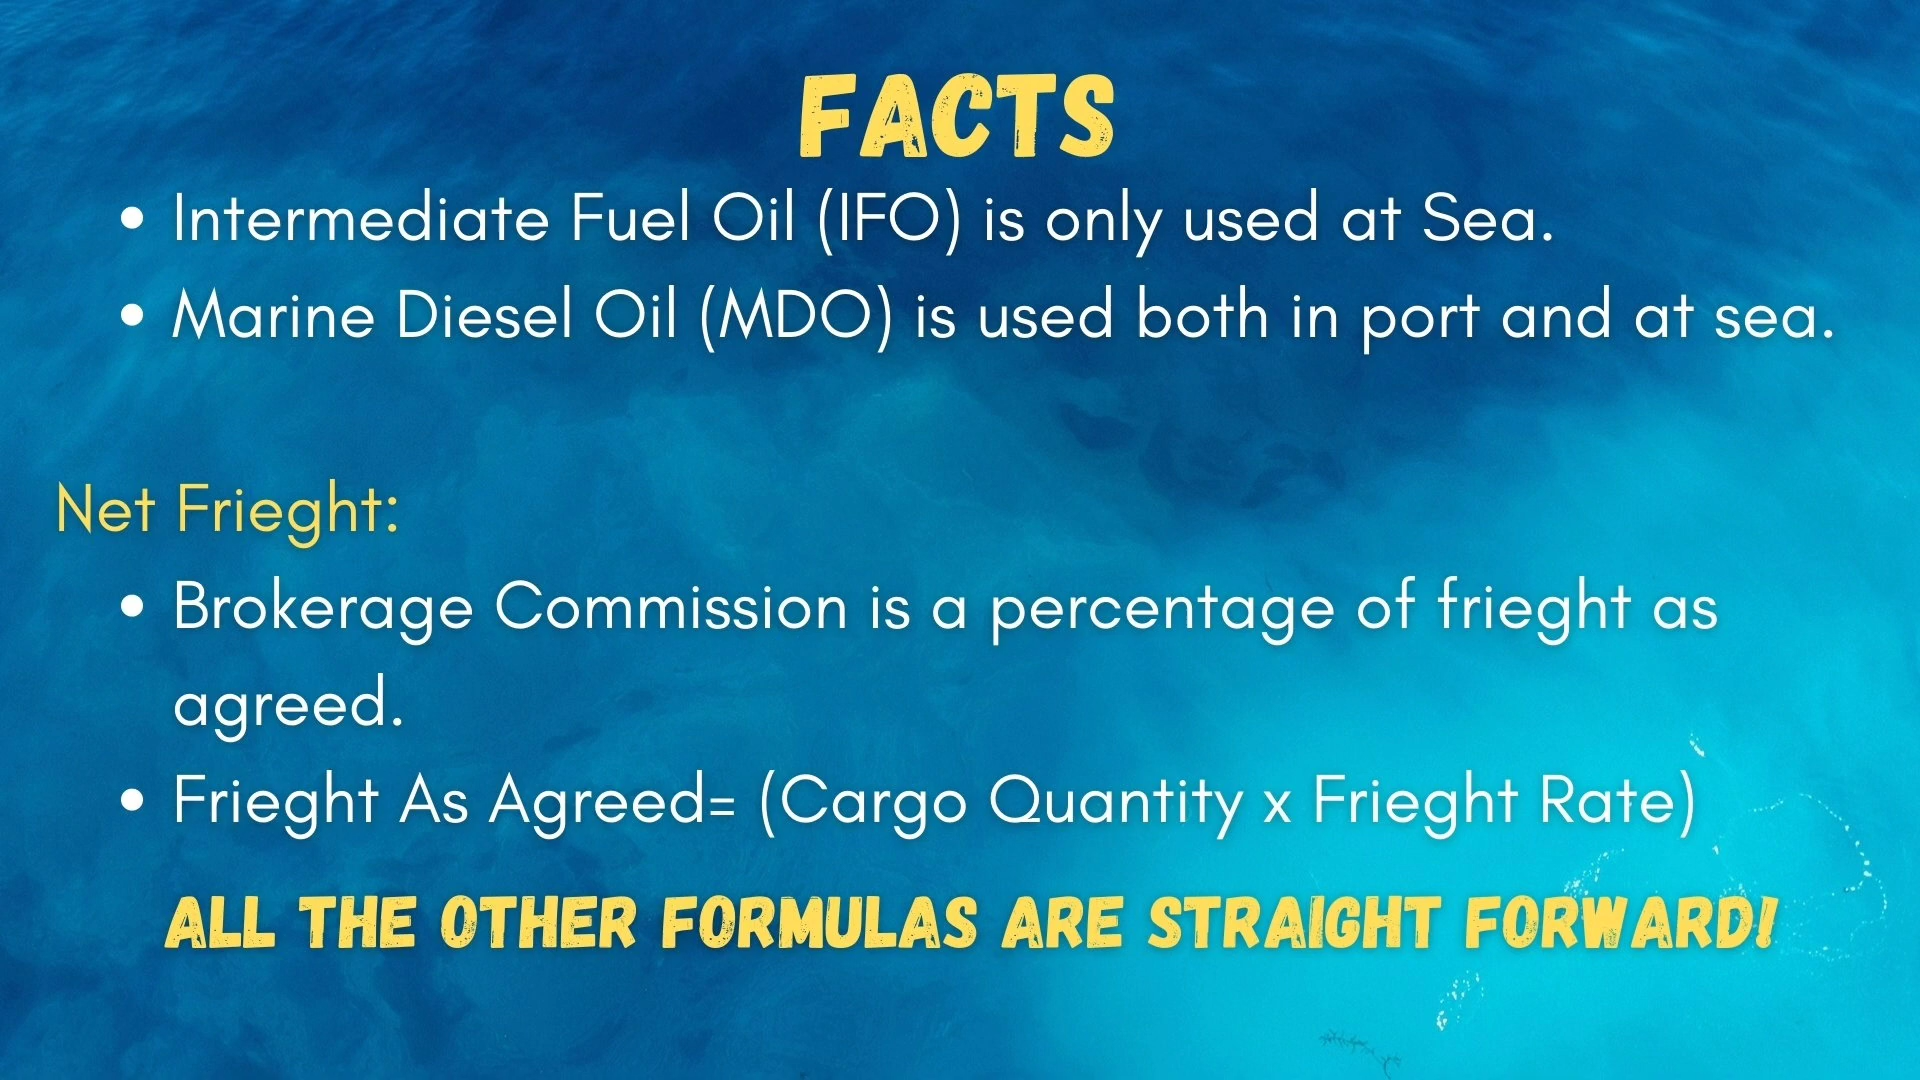 FACTS
• Intermediate Fuel Oil (IFO) is only used at Sea.
• Marine Diesel Oil (MDO) is used both in port and at sea.
Net Frieght:
• Brokerage Commission is a percentage of frieght as
agreed.
• Frieght As Agreed= (Cargo Quantity x Frieght Rate)
ALL THE OTHER FORMULAS ARE STRAIGHT FORWARD!